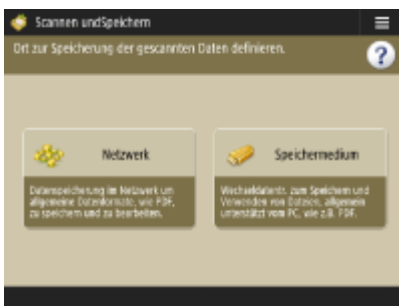 Scannen undSpeichern
Ort zur Speicherung der gescannten Daten definieren.
?
Netzwerk
Speichermedium
Datenspeicherung im Netzwerk um
allgemeine Datenformate, wie PDF,
zu speichern und zu bearbeiten.
Wechseldatentr. zum Speichern und
Verwenden von Dateien, allgemein
unterstützt vom PC, wie z.B. PDF.